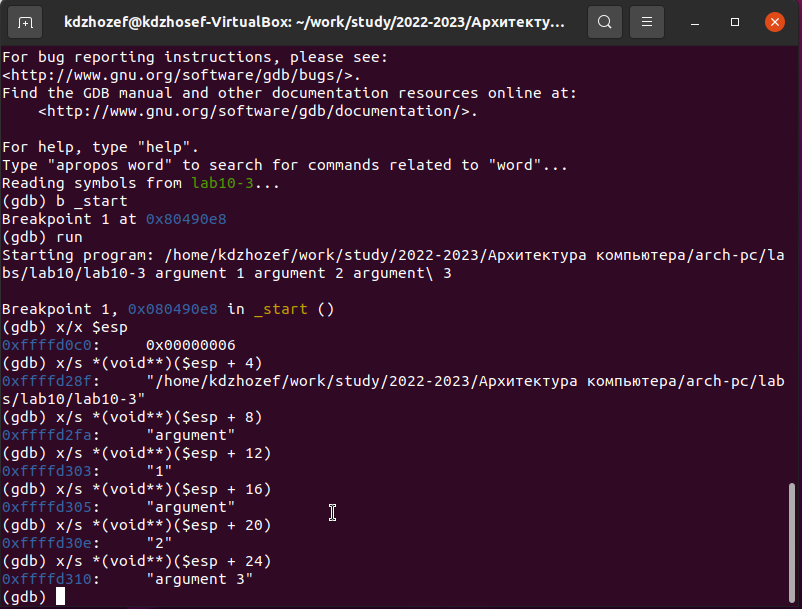 kdzhozef@kdzhosef-VirtualBox: ~/work/study/2022-2023/Архитекту...
For bug reporting instructions, please see:
<http://www.gnu.org/software/gdb/bugs/>.
Find the GDB manual and other documentation resources online at:
    <http://www.gnu.org/software/gdb/documentation/>.

For help, type "help".
Type "apropos word" to search for commands related to "word"...
Reading symbols from lab10-3...
(gdb) b _start
Breakpoint 1 at 0x80490e8
(gdb) run
Starting program: /home/kdzhozef/work/study/2022-2023/Архитектура компьютера/arch-pc/la
bs/lab10/lab10-3 argument 1 argument 2 argument\ 3

Breakpoint 1, 0x080490e8 in _start ()
(gdb) x/x $esp
0xffffd0c0:     0x00000006
(gdb) x/s *(void**)($esp + 4)
0xffffd28f:     "/home/kdzhozef/work/study/2022-2023/Архитектура компьютера/arch-pc/lab
s/lab10/lab10-3"
(gdb) x/s *(void**)($esp + 8)
0xffffd2fa:     "argument"
(gdb) x/s *(void**)($esp + 12)
0xffffd303:     "1"
(gdb) x/s *(void**)($esp + 16)
0xffffd305:     "argument"
(gdb) x/s *(void**)($esp + 20)
0xffffd30e:     "2"
(gdb) x/s *(void**)($esp + 24)
0xffffd310:     "argument 3"
(gdb)